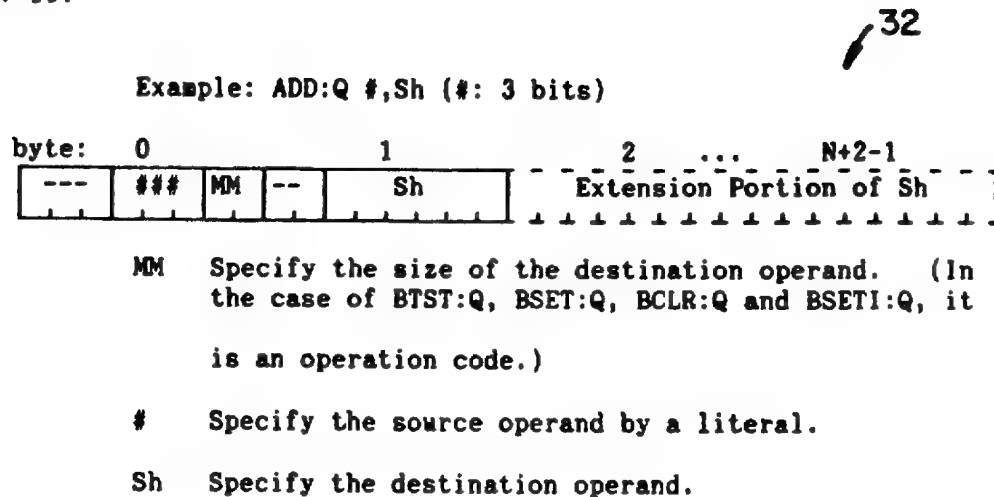 32
Example: ADD:Q #,Sh (#: 3 bits)
byte: 0 1 2 ... N+2-1
--- ### MM -- Sh Extension Portion of Sh
MM Specify the size of the destination operand. (In
the case of BTST:Q, BSET:Q, BCLR:Q and BSETI:Q, it
is an operation code.)
# Specify the source operand by a literal.
Sh Specify the destination operand.